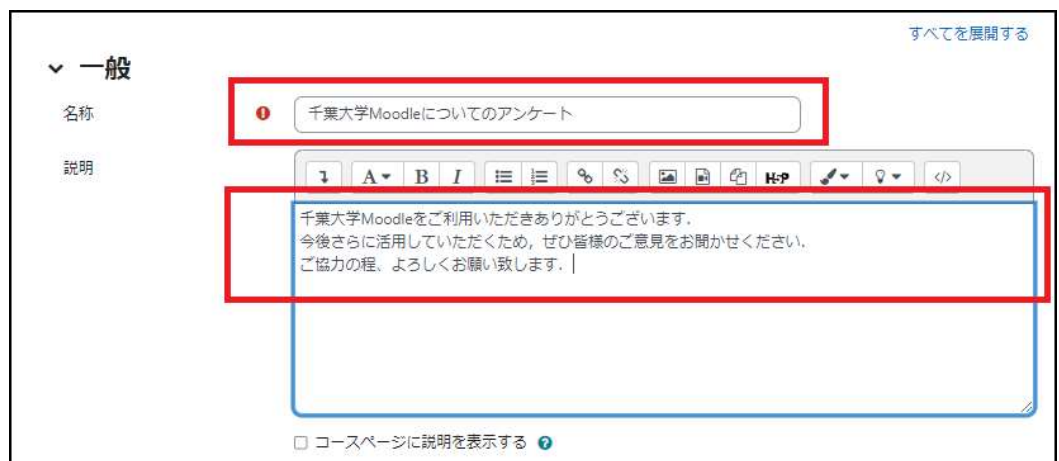 すべてを展開する
一般
名称
千葉大学Moodleについてのアンケート
説明
A B I H5P </>
千葉大学Moodleをご利用いただきありがとうございます．
今後さらに活用していただくため，ぜひ皆様のご意見をお聞かせください．
ご協力の程、よろしくお願い致します．
コースページに説明を表示する